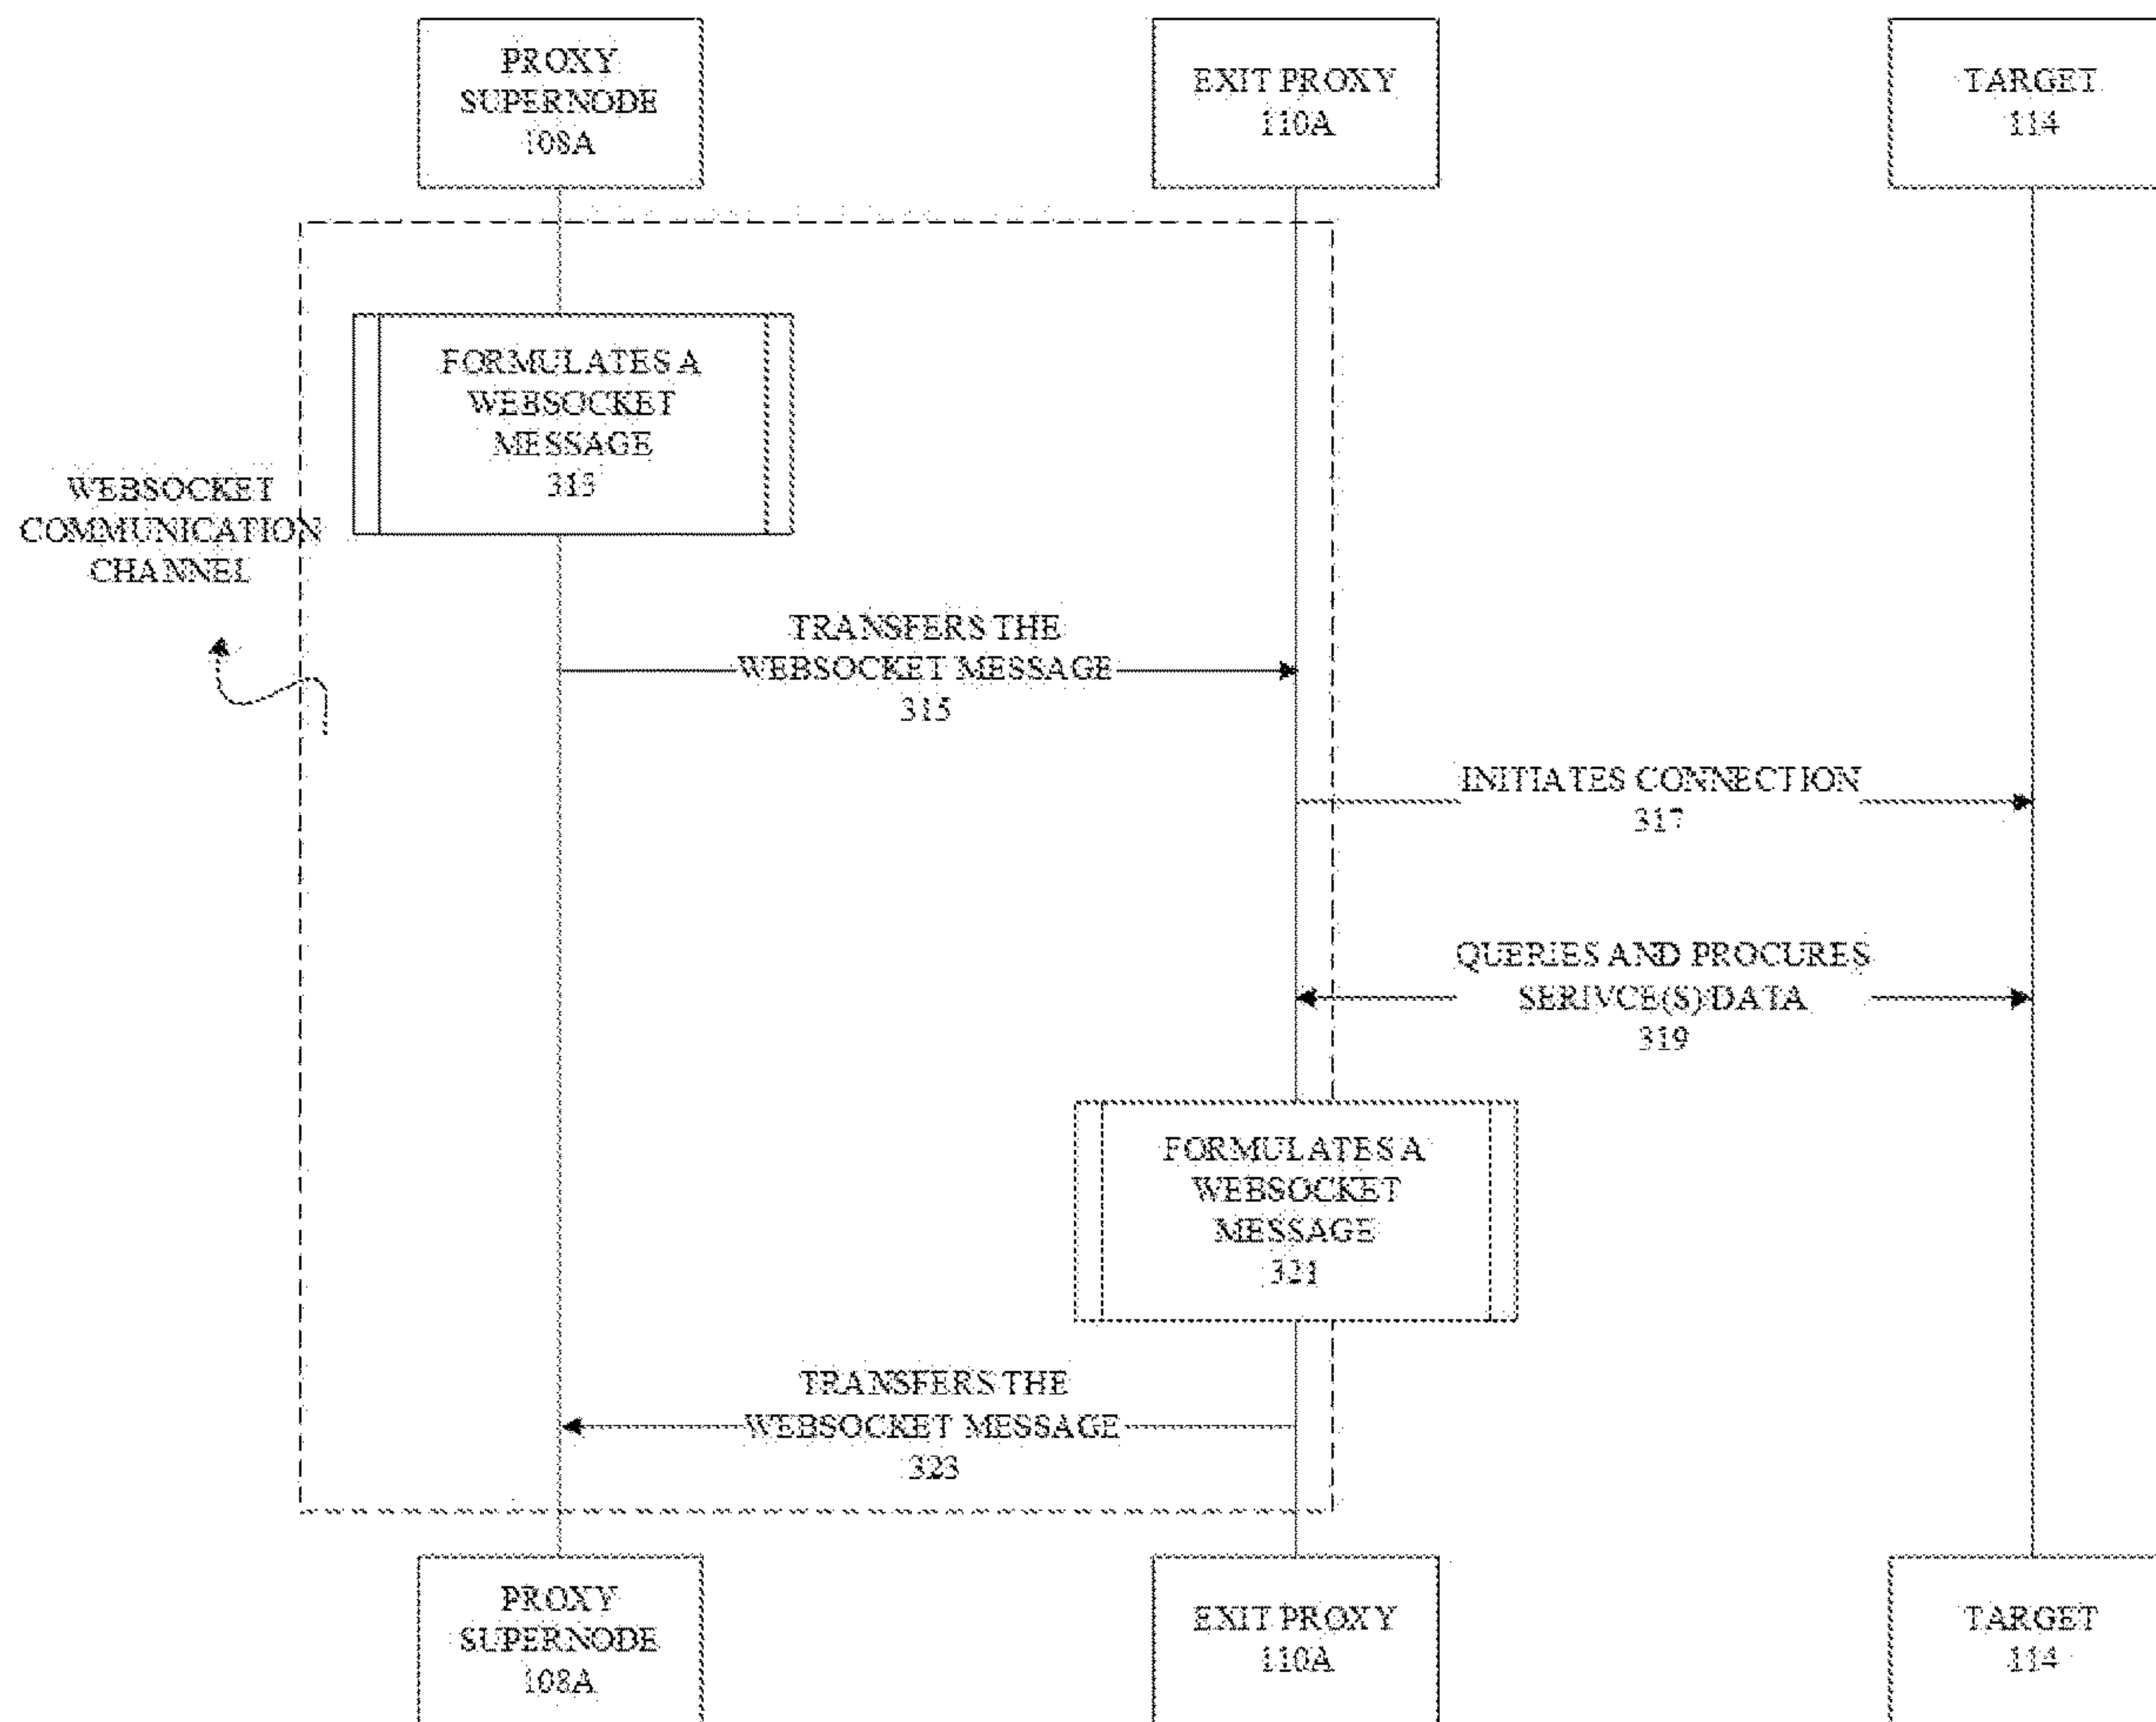 PROXY
SUPERNODE
108A
EXIT PROXY
110A
TARGET
114
FORMULATES A
WEBSOCKET
MESSAGE
313
WEBSOCKET
COMMUNICATION
CHANNEL
TRANSFERS THE
WEBSOCKET MESSAGE
315
INITIATES CONNECTION
317
QUERIES AND PROCURES
SERIVCE(S) DATA
319
FORMULATES A
WEBSOCKET
MESSAGE
321
TRANSFERS THE
WEBSOCKET MESSAGE
323
PROXY
SUPERNODE
108A
EXIT PROXY
110A
TARGET
114